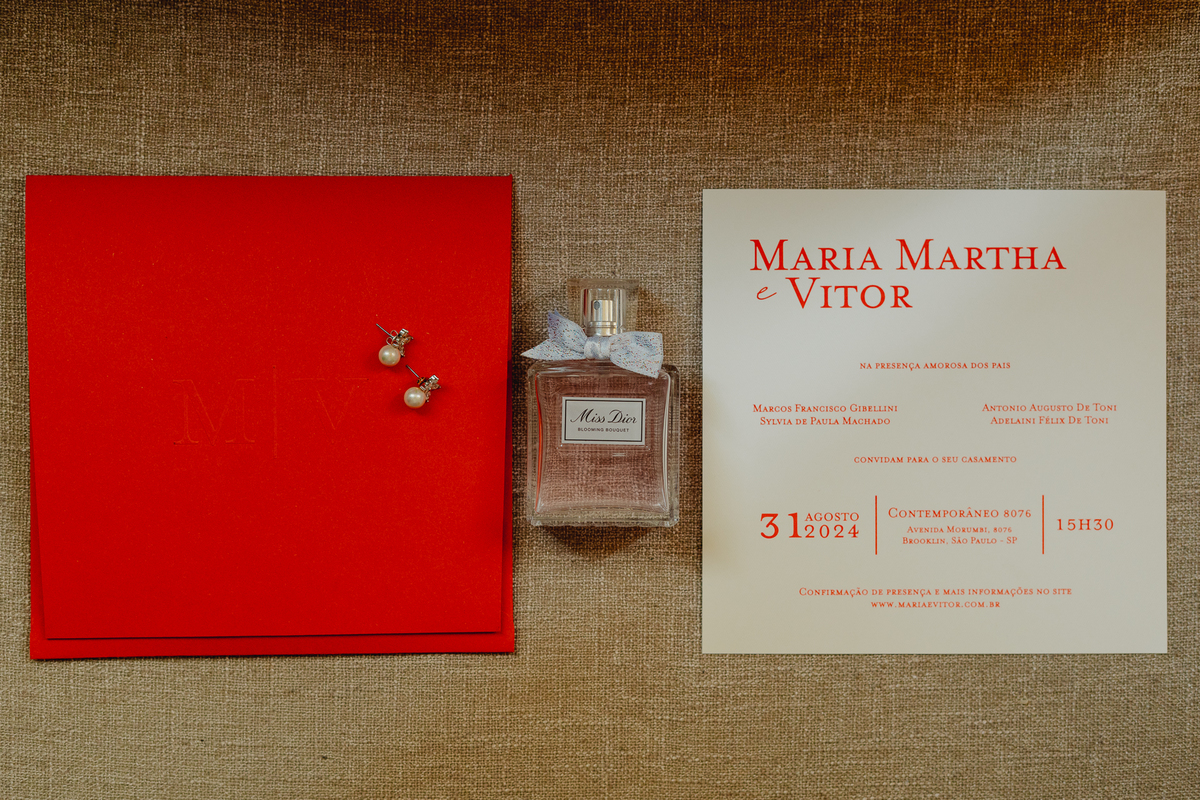 M|V
Miss Dior
BLOOMING BOUQUET
MARIA MARTHA
e VITOR
NA PRESENÇA AMOROSA DOS PAIS
MARCOS FRANCISCO GIBELLINI
SYLVIA DE PAULA MACHADO
ANTONIO AUGUSTO DE TONI
ADELAINI FÉLIX DE TONI
CONVIDAM PARA O SEU CASAMENTO
31 AGOSTO
2024
CONTEMPORÂNEO 8076
AVENIDA MORUMBI, 8076
BROOKLIN, SÃO PAULO - SP
15H30
CONFIRMAÇÃO DE PRESENÇA E MAIS INFORMAÇÕES NO SITE
WWW.MARIAEVITOR.COM.BR